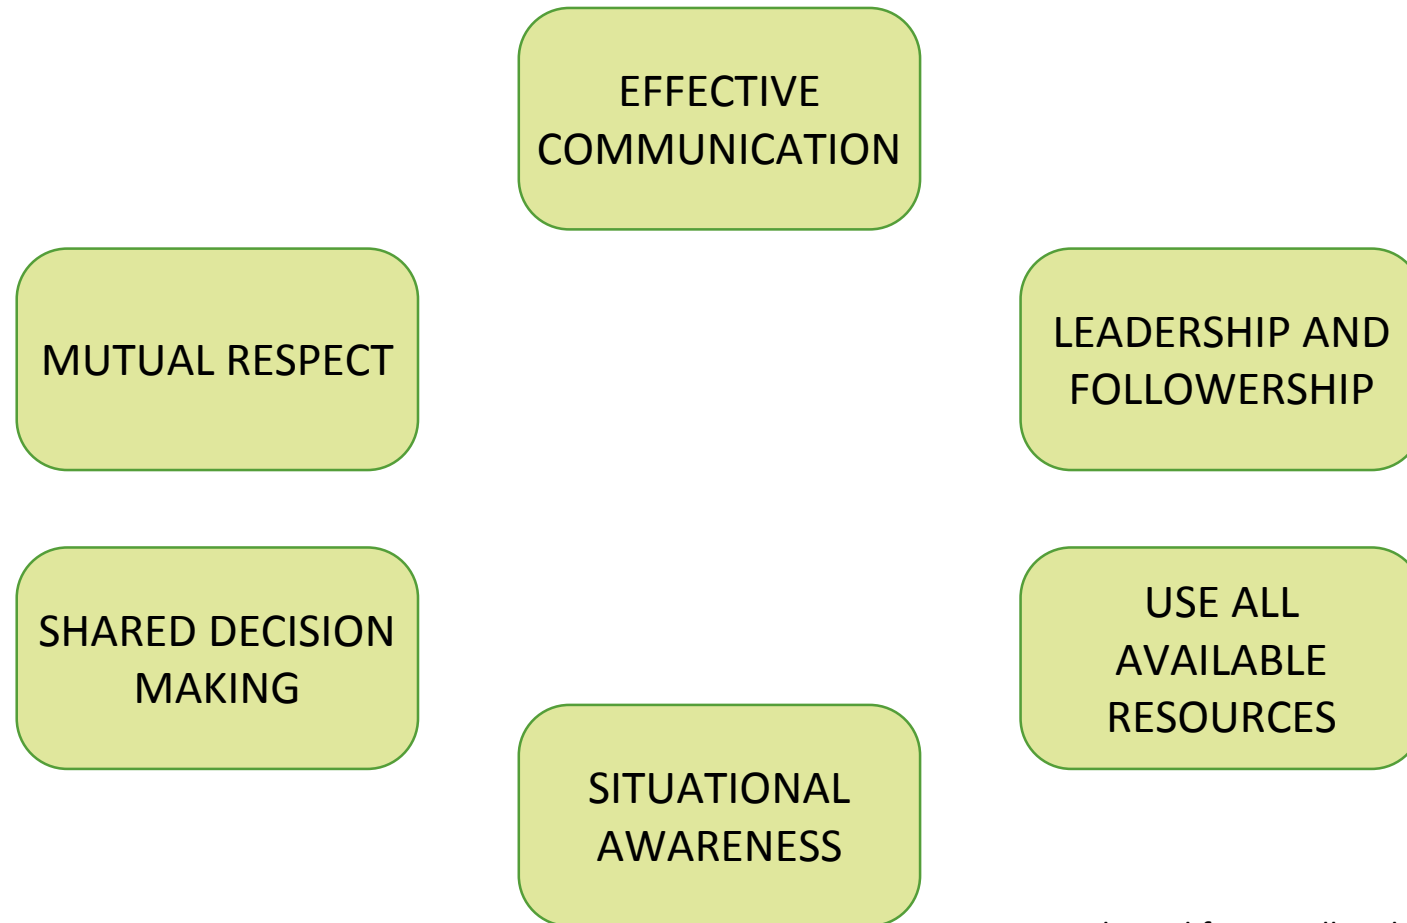 EFFECTIVE
COMMUNICATION
MUTUAL RESPECT
LEADERSHIP AND
FOLLOWERSHIP
SHARED DECISION
MAKING
USE ALL
AVAILABLE
RESOURCES
SITUATIONAL
AWARENESS